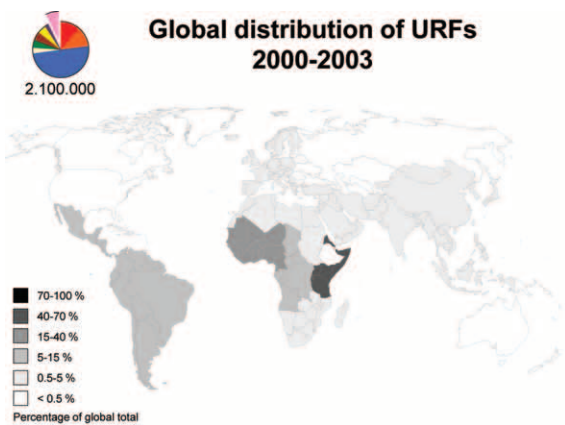 Global distribution of URFs
2000-2003
2.100.000
70-100 %
40-70 %
15-40 %
5-15 %
0.5-5 %
< 0.5 %
Percentage of global total